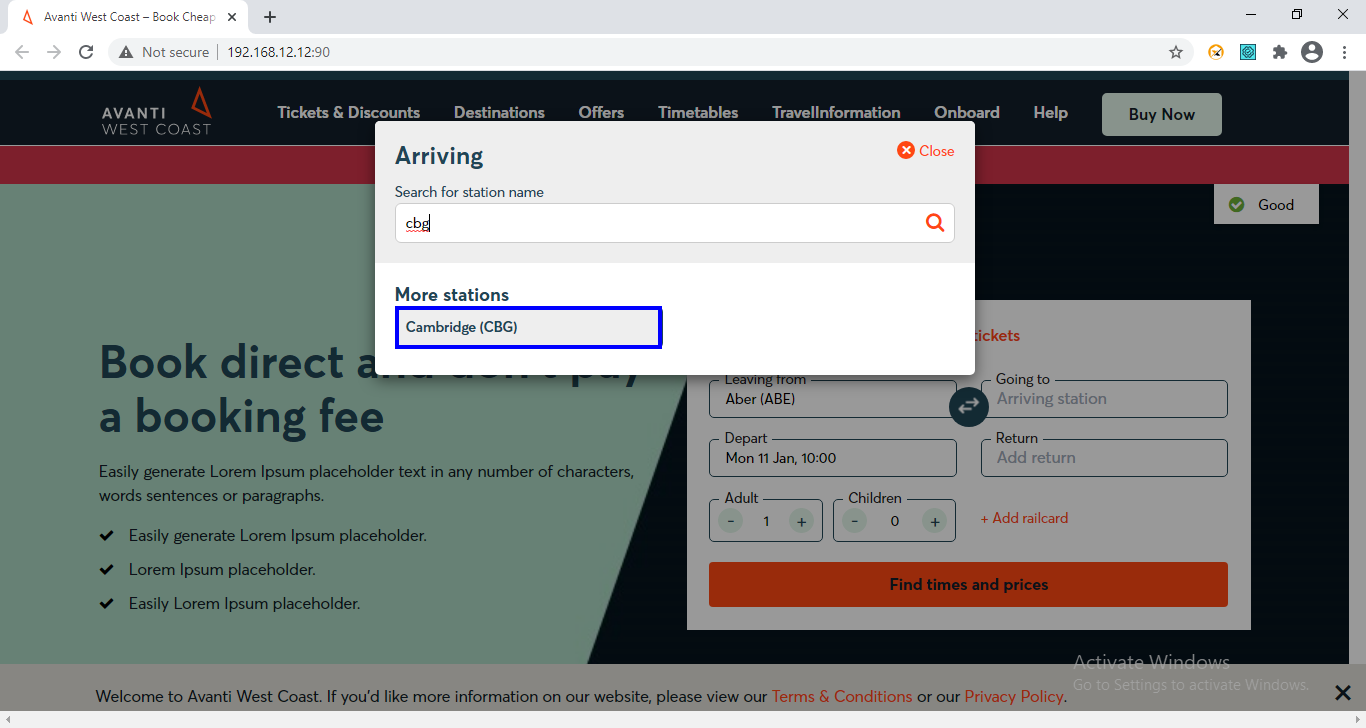 Avanti West Coast – Book Cheap
Not secure
192.168.12.12:90
AVANTI
WEST COAST
Tickets & Discounts
Destinations
Offers
Timetables
TravelInformation
Onboard
Help
Buy Now
Arriving
Close
Search for station name
cbg
More stations
Cambridge (CBG)
Good
Book direct
a booking fee
Easily generate Lorem Ipsum placeholder text in any number of characters,
words sentences or paragraphs.
Easily generate Lorem Ipsum placeholder.
Lorem Ipsum placeholder.
Easily Lorem Ipsum placeholder.
tickets
Leaving from
Aber (ABE)
Going to
Arriving station
Depart
Mon 11 Jan, 10:00
Return
Add return
Adult
- 1 +
Children
- 0 +
+ Add railcard
Find times and prices
Activate Windows
Go to Settings to activate Windows.
Welcome to Avanti West Coast. If you'd like more information on our website, please view our Terms & Conditions or our Privacy Policy.